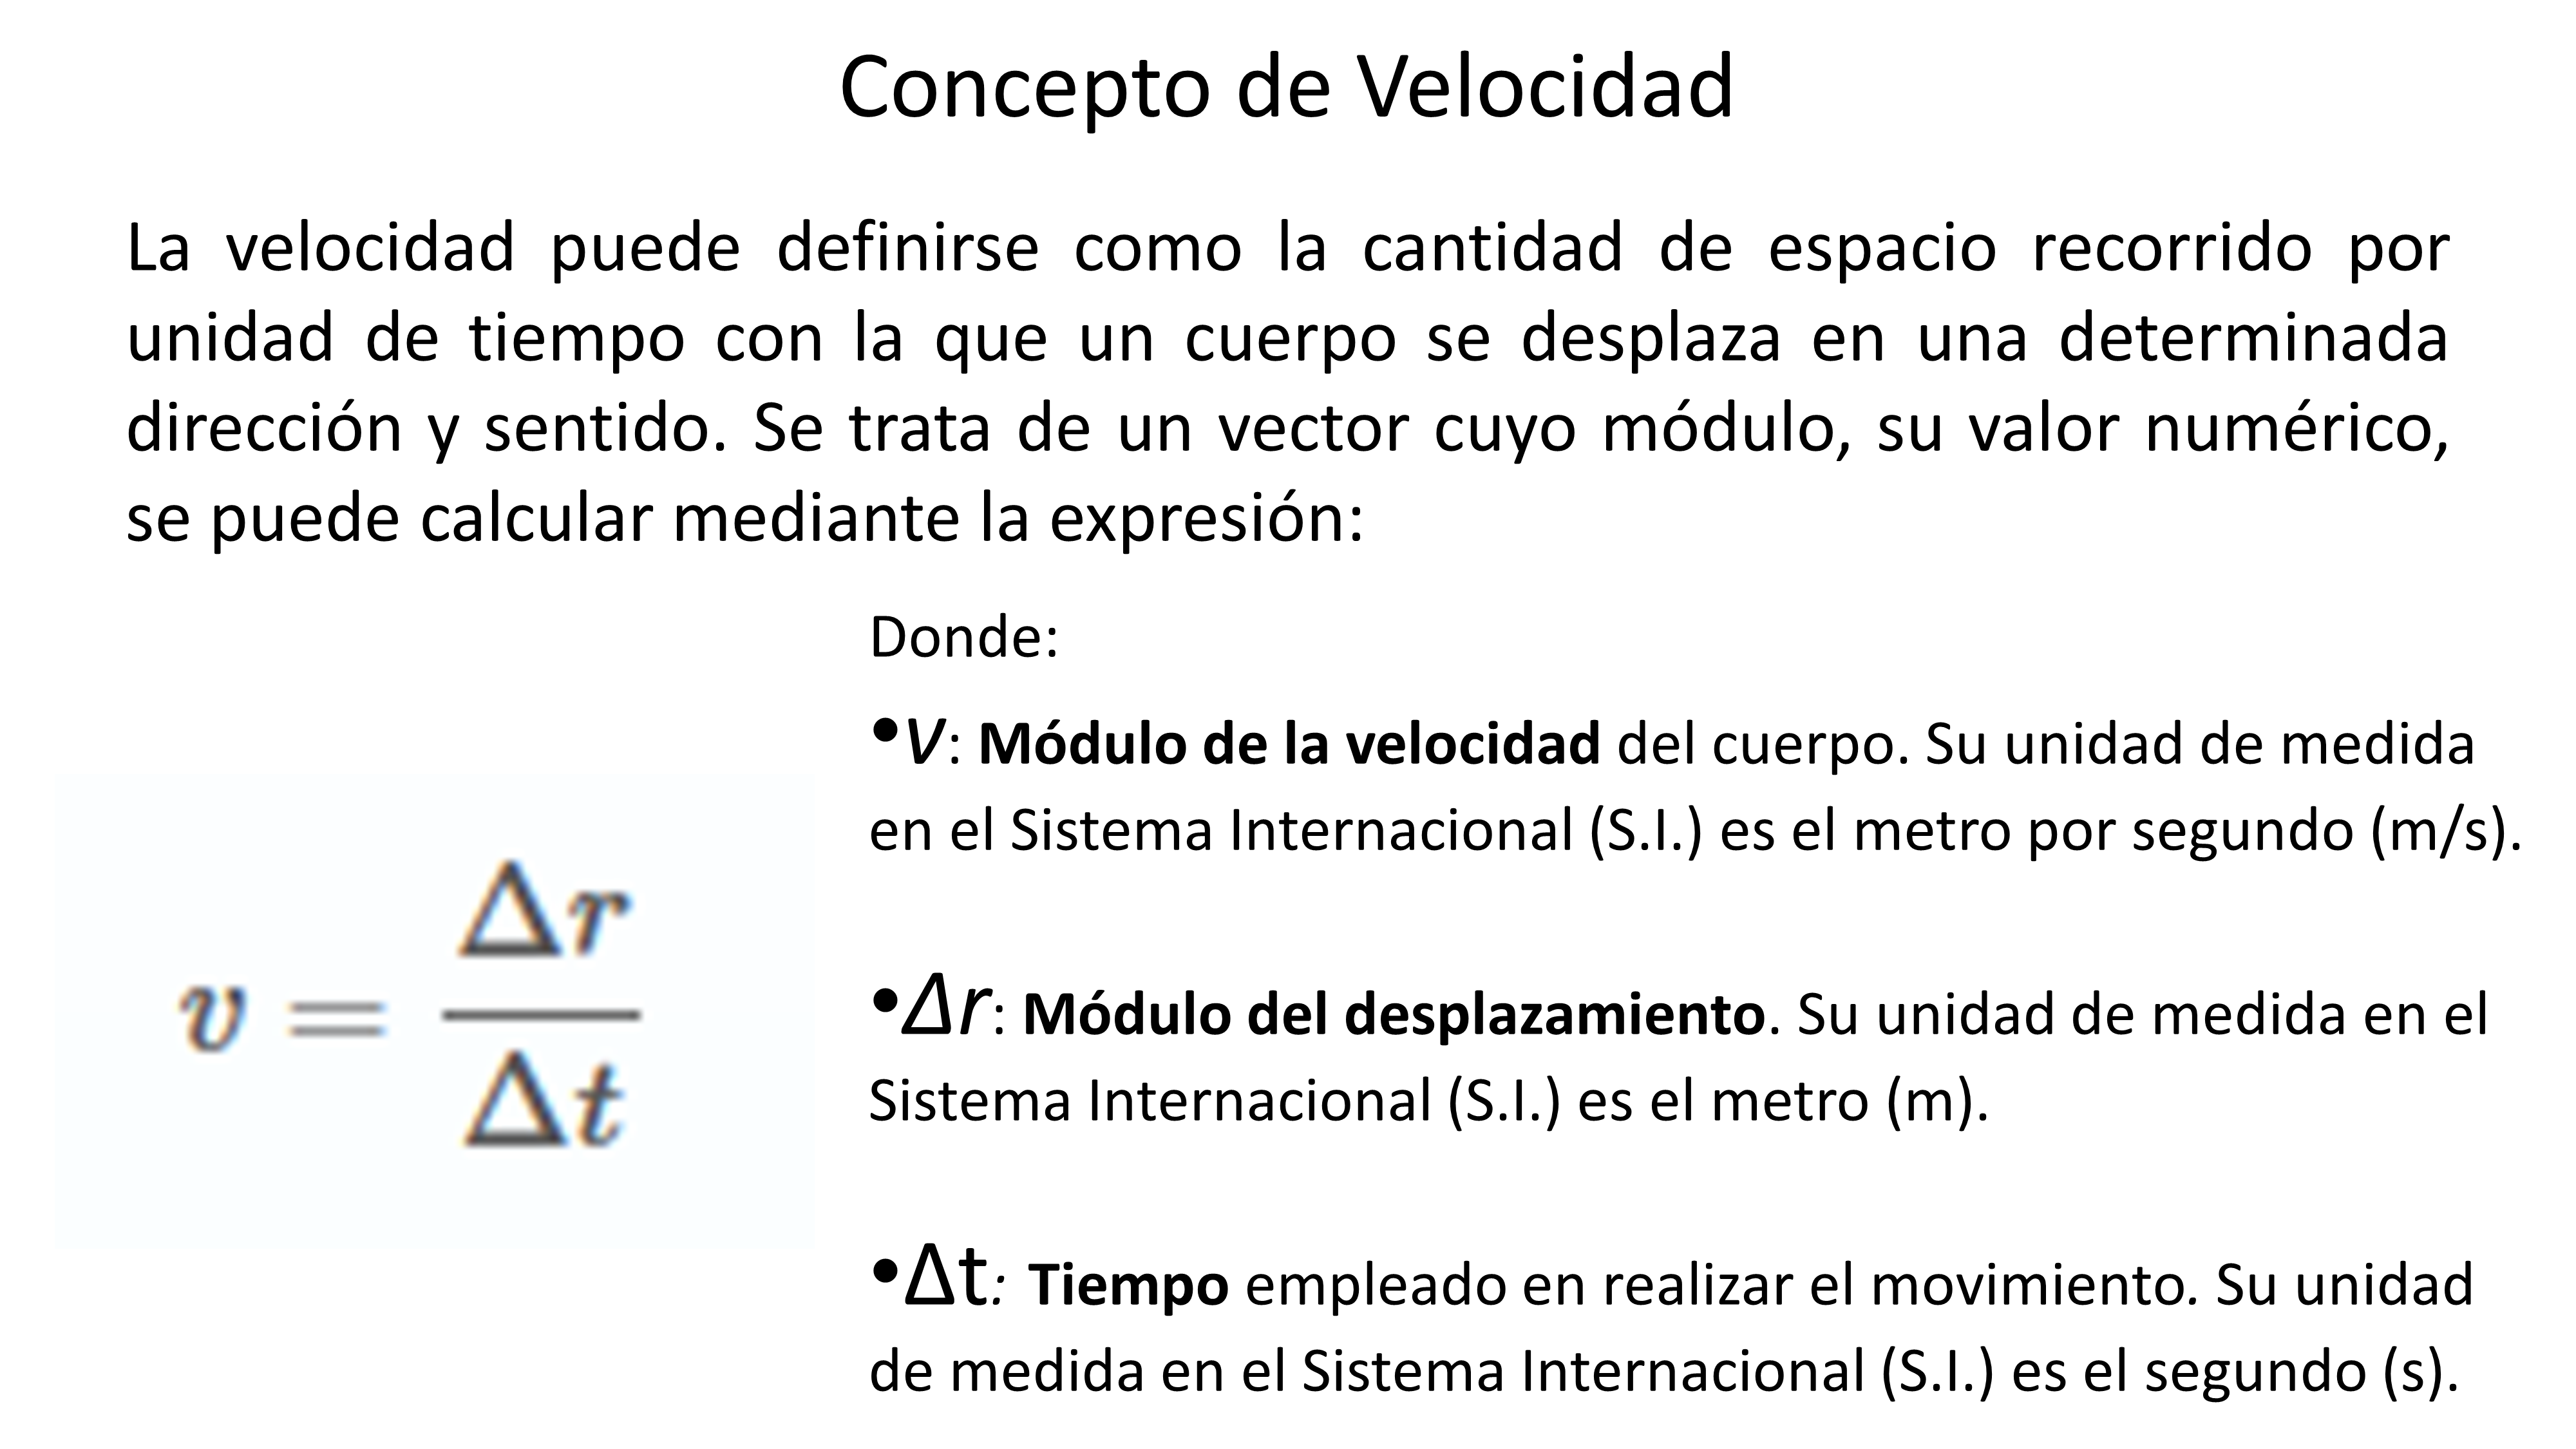 Concepto de Velocidad
La velocidad puede definirse como la cantidad de espacio recorrido por
unidad de tiempo con la que un cuerpo se desplaza en una determinada
dirección y sentido. Se trata de un vector cuyo módulo, su valor numérico,
se puede calcular mediante la expresión:
v = Δr / Δt
Donde:
•v: Módulo de la velocidad del cuerpo. Su unidad de medida
en el Sistema Internacional (S.I.) es el metro por segundo (m/s).
•Δr: Módulo del desplazamiento. Su unidad de medida en el
Sistema Internacional (S.I.) es el metro (m).
•Δt: Tiempo empleado en realizar el movimiento. Su unidad
de medida en el Sistema Internacional (S.I.) es el segundo (s).